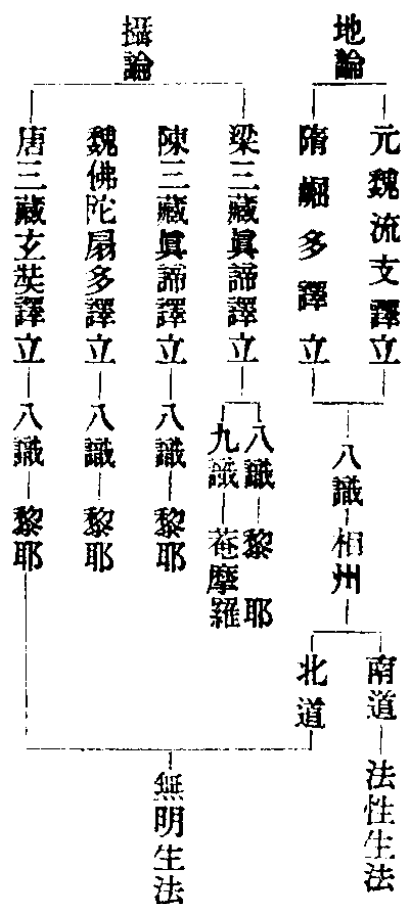 地論
元魏流支譯立
隋崛多譯立
八識相州
南道
法性生法
北道
攝論
梁三藏眞諦譯立
八識黎耶
九識菴摩羅
陳三藏眞諦譯立
八識黎耶
魏佛陀扇多譯立
八識黎耶
唐三藏玄奘譯立
八識黎耶
無明生法